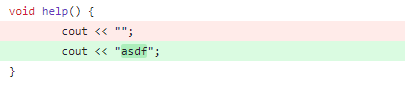 void help() {
cout << "";
cout << "asdf";
}